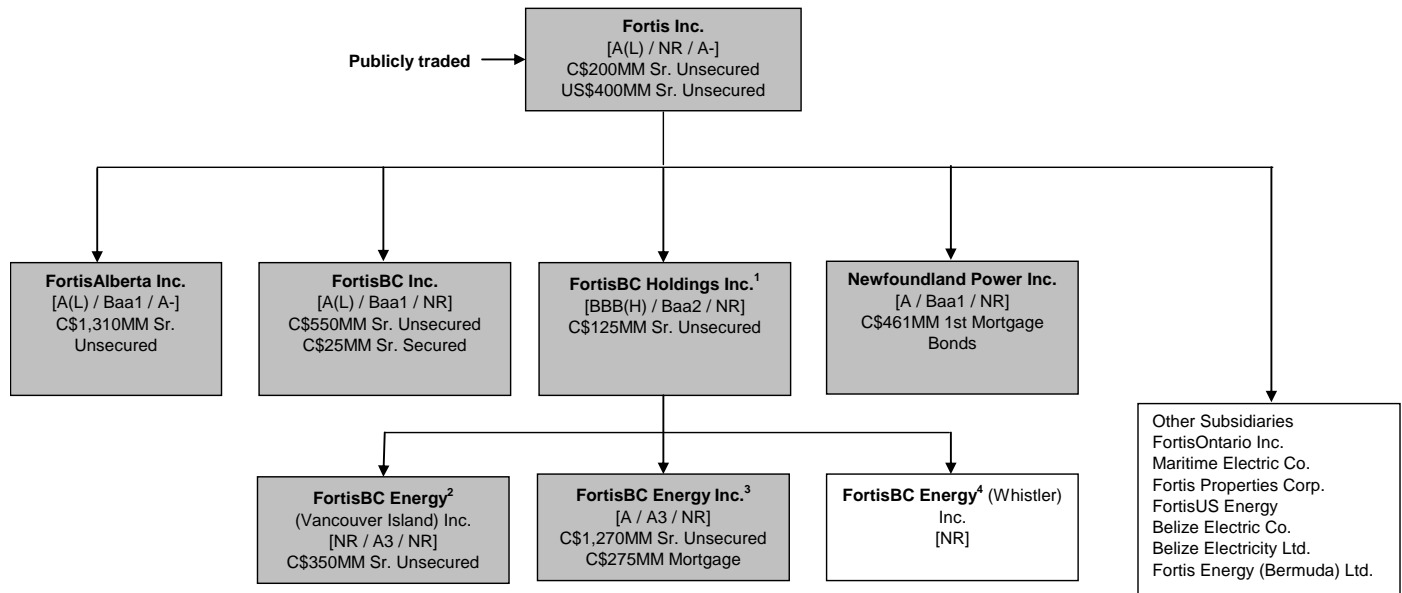 Fortis Inc.
[A(L) / NR / A-]
C$200MM Sr. Unsecured
US$400MM Sr. Unsecured
Publicly traded
FortisAlberta Inc.
[A(L) / Baa1 / A-]
C$1,310MM Sr.
Unsecured
FortisBC Inc.
[A(L) / Baa1 / NR]
C$550MM Sr. Unsecured
C$25MM Sr. Secured
FortisBC Holdings Inc.¹
[BBB(H) / Baa2 / NR]
C$125MM Sr. Unsecured
Newfoundland Power Inc.
[A / Baa1 / NR]
C$461MM 1st Mortgage
Bonds
FortisBC Energy²
(Vancouver Island) Inc.
[NR / A3 / NR]
C$350MM Sr. Unsecured
FortisBC Energy Inc.³
[A / A3 / NR]
C$1,270MM Sr. Unsecured
C$275MM Mortgage
FortisBC Energy⁴ (Whistler)
Inc.
[NR]
Other Subsidiaries
FortisOntario Inc.
Maritime Electric Co.
Fortis Properties Corp.
FortisUS Energy
Belize Electric Co.
Belize Electricity Ltd.
Fortis Energy (Bermuda) Ltd.